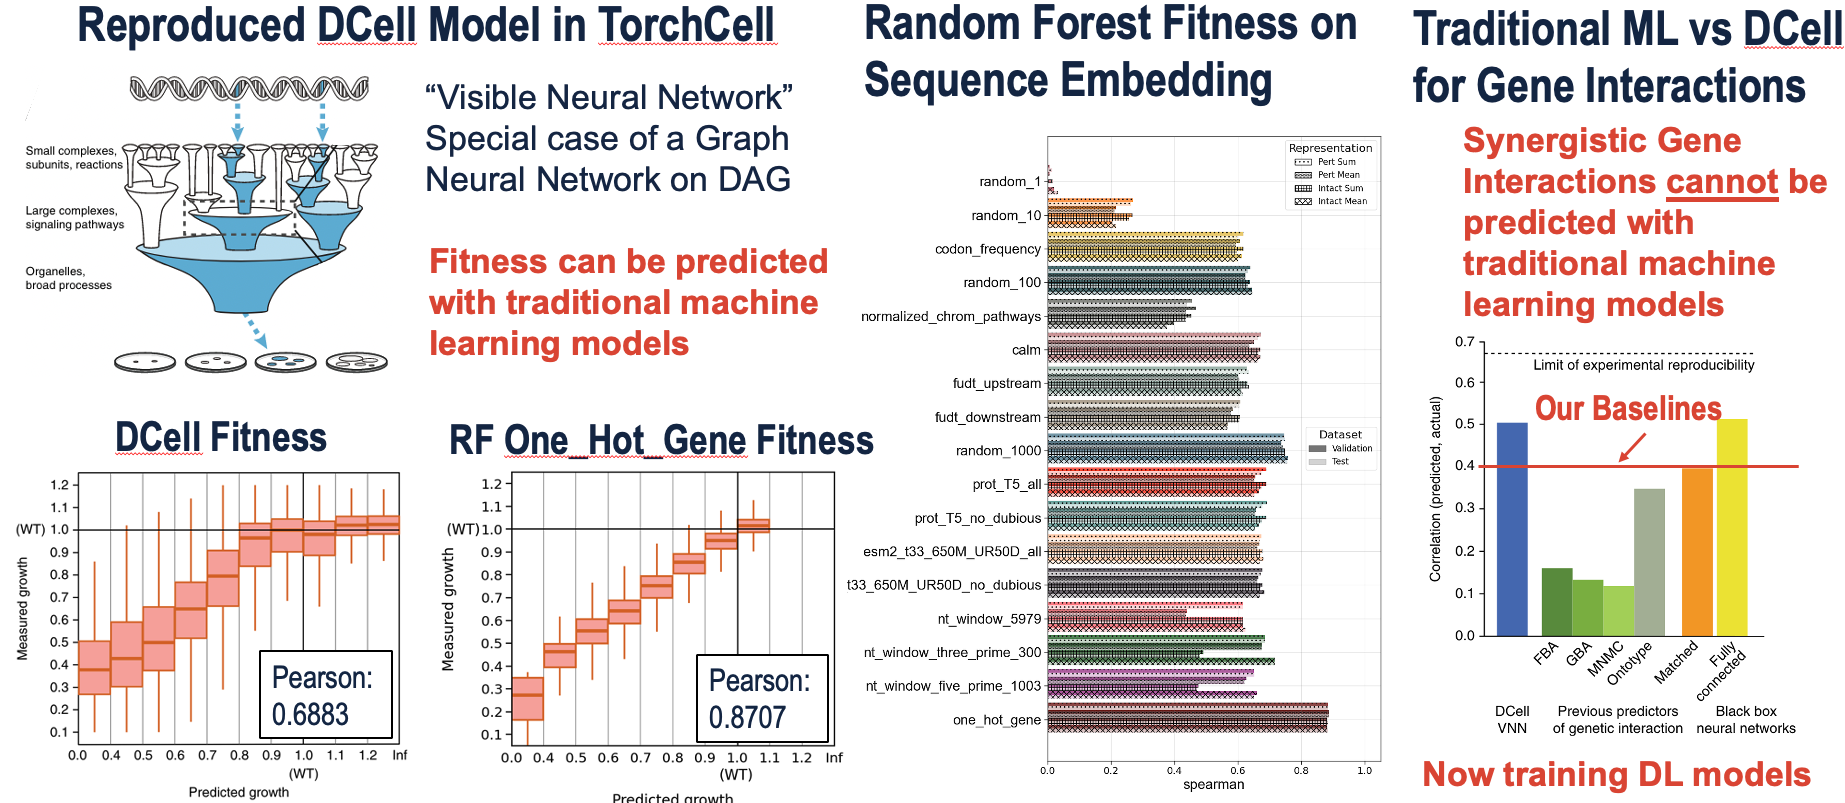 Reproduced DCell Model in TorchCell
Small complexes,
subunits, reactions
Large complexes,
signaling pathways
Organelles,
broad processes
“Visible Neural Network”
Special case of a Graph
Neural Network on DAG
Fitness can be predicted
with traditional machine
learning models
DCell Fitness
1.2
1.1
(WT) 1.0
0.9
0.8
0.7
0.6
0.5
0.4
0.3
0.2
0.1
Measured growth
Pearson:
0.6883
0.0 0.4 0.5 0.6 0.7 0.8 0.9 1.0 1.1 1.2 Inf
(WT)
Predicted growth
RF One_Hot_Gene Fitness
1.2
1.1
(WT) 1.0
0.9
0.8
0.7
0.6
0.5
0.4
0.3
0.2
0.1
Measured growth
Pearson:
0.8707
0.0 0.4 0.5 0.6 0.7 0.8 0.9 1.0 1.1 1.2 Inf
(WT)
Predicted growth
Random Forest Fitness on
Sequence Embedding
Representation
Pert Sum
Pert Mean
Intact Sum
Intact Mean
random_1
random_10
codon_frequency
random_100
normalized_chrom_pathways
calm
fudt_upstream
fudt_downstream
random_1000
prot_T5_all
prot_T5_no_dubious
esm2_t33_650M_UR50D_all
t33_650M_UR50D_no_dubious
nt_window_5979
nt_window_three_prime_300
nt_window_five_prime_1003
one_hot_gene
Dataset
Validation
Test
0.0 0.2 0.4 0.6 0.8 1.0
spearman
Traditional ML vs DCell
for Gene Interactions
Synergistic Gene
Interactions cannot be
predicted with
traditional machine
learning models
0.7
0.6
0.5
0.4
0.3
0.2
0.1
0.0
Correlation (predicted, actual)
Limit of experimental reproducibility
Our Baselines
FBA
GBA
MNMC
Ontotype
Matched
Fully
connected
DCell
VNN
Previous predictors
of genetic interaction
Black box
neural networks
Now training DL models